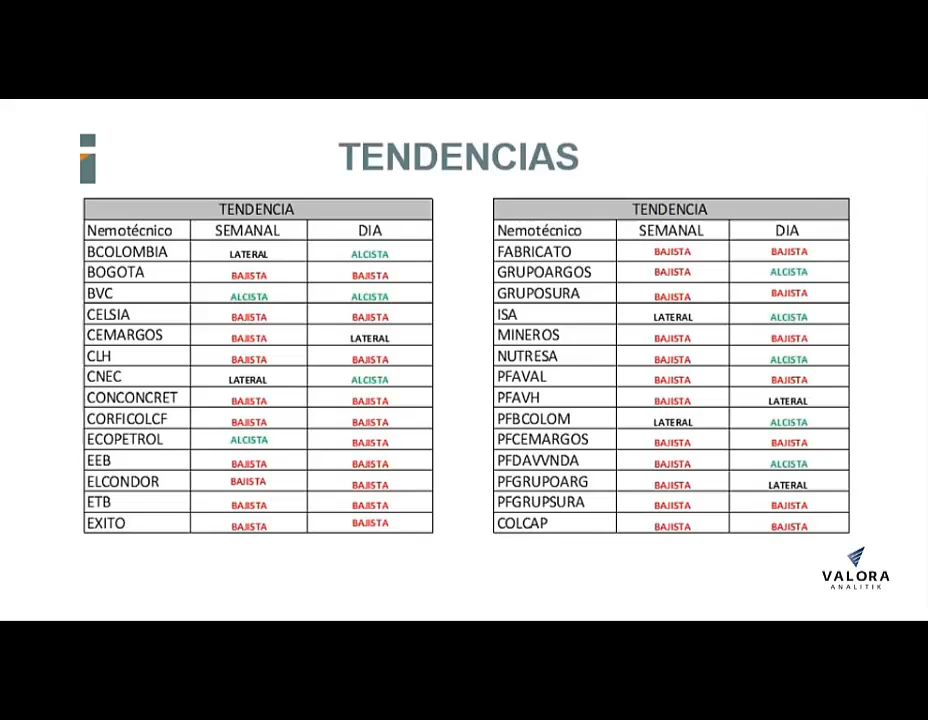 TENDENCIAS
TENDENCIA
Nemotécnico SEMANAL DIA
BCOLOMBIA LATERAL ALCISTA
BOGOTA BAJISTA BAJISTA
BVC ALCISTA ALCISTA
CELSIA BAJISTA BAJISTA
CEMARGOS BAJISTA LATERAL
CLH BAJISTA BAJISTA
CNEC LATERAL ALCISTA
CONCONCRET BAJISTA BAJISTA
CORFICOLCF BAJISTA BAJISTA
ECOPETROL ALCISTA BAJISTA
EEB BAJISTA BAJISTA
ELCONDOR BAJISTA BAJISTA
ETB BAJISTA BAJISTA
EXITO BAJISTA BAJISTA
TENDENCIA
Nemotécnico SEMANAL DIA
FABRICATO BAJISTA BAJISTA
GRUPOARGOS BAJISTA ALCISTA
GRUPOSURA BAJISTA BAJISTA
ISA LATERAL ALCISTA
MINEROS BAJISTA BAJISTA
NUTRESA BAJISTA ALCISTA
PFAVAL BAJISTA BAJISTA
PFAVH BAJISTA LATERAL
PFBCOLOM LATERAL ALCISTA
PFCEMARGOS BAJISTA BAJISTA
PFDAVVNDA BAJISTA ALCISTA
PFGRUPOARG BAJISTA LATERAL
PFGRUPSURA BAJISTA BAJISTA
COLCAP BAJISTA BAJISTA
VALORA
ANALITIK